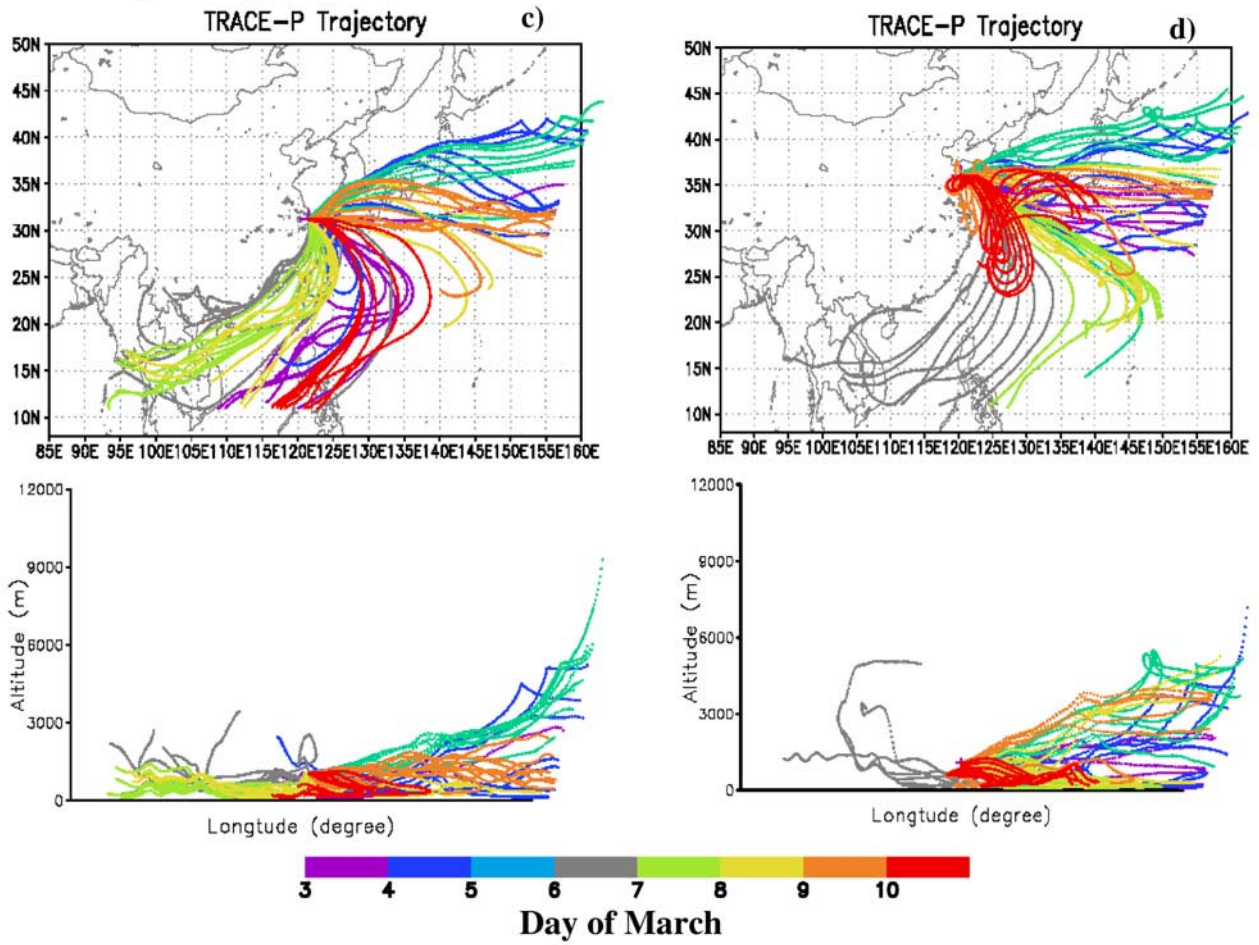 TRACE-P Trajectory
c)
50N
45N
40N
35N
30N
25N
20N
15N
10N
85E 90E 95E 100E105E110E115E120E125E130E135E140E145E150E155E160E
TRACE-P Trajectory
d)
50N
45N
40N
35N
30N
25N
20N
15N
10N
85E 90E 95E 100E105E110E115E120E125E130E135E140E145E150E155E160E
12000
9000
6000
3000
0
Altitude (m)
Longtude (degree)
12000
9000
6000
3000
0
Altitude (m)
Longtude (degree)
3 4 5 6 7 8 9 10
Day of March